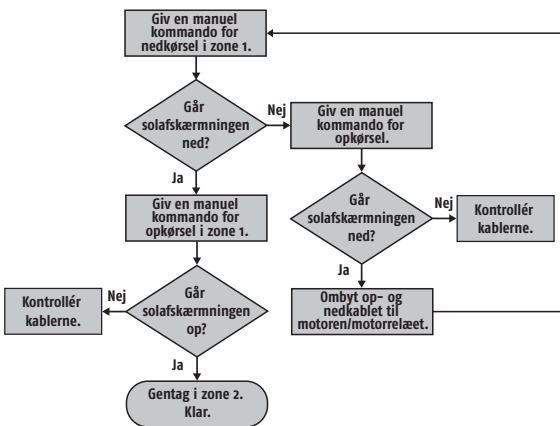 Giv en manuel
kommando for
nedkørsel i zone 1.
Går
solafskærmningen
ned?
Nej
Giv en manuel
kommando for
opkørsel.
Ja
Giv en manuel
kommando for
opkørsel i zone 1.
Går
solafskærmningen
ned?
Nej
Kontrollér
kablerne.
Ja
Kontrollér
kablerne.
Nej
Går
solafskærmningen
op?
Ombyt op- og
nedkablet til
motoren/motorrelæet.
Ja
Gentag i zone 2.
Klar.